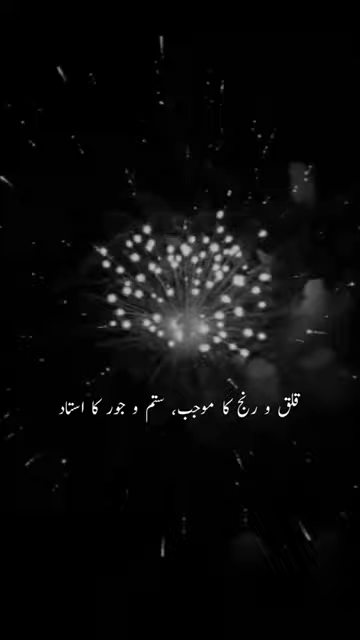 قلق و رنج کا موجب، ستم و جور کا استاد